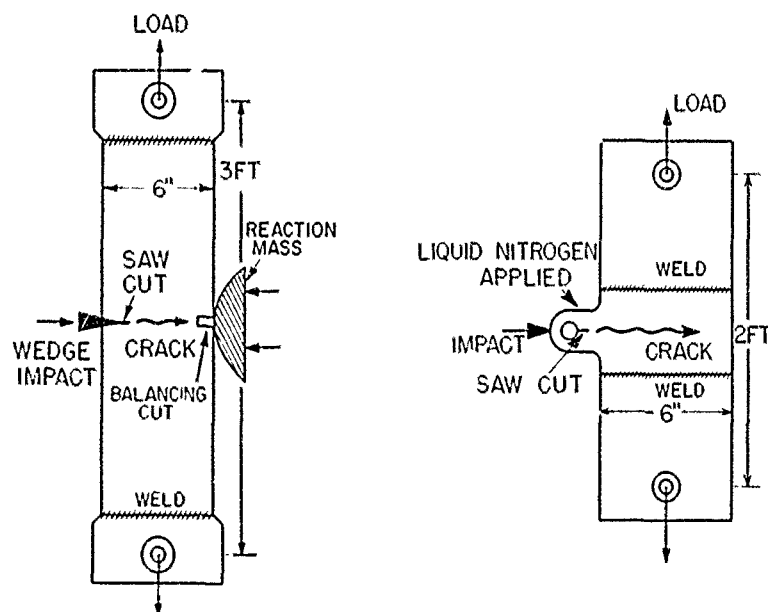 LOAD
3FT
6"
REACTION
MASS
SAW
CUT
WEDGE
IMPACT
CRACK
BALANCING
CUT
WELD
LOAD
LIQUID NITROGEN
APPLIED
WELD
IMPACT
CRACK
2FT
SAW CUT
WELD
6"